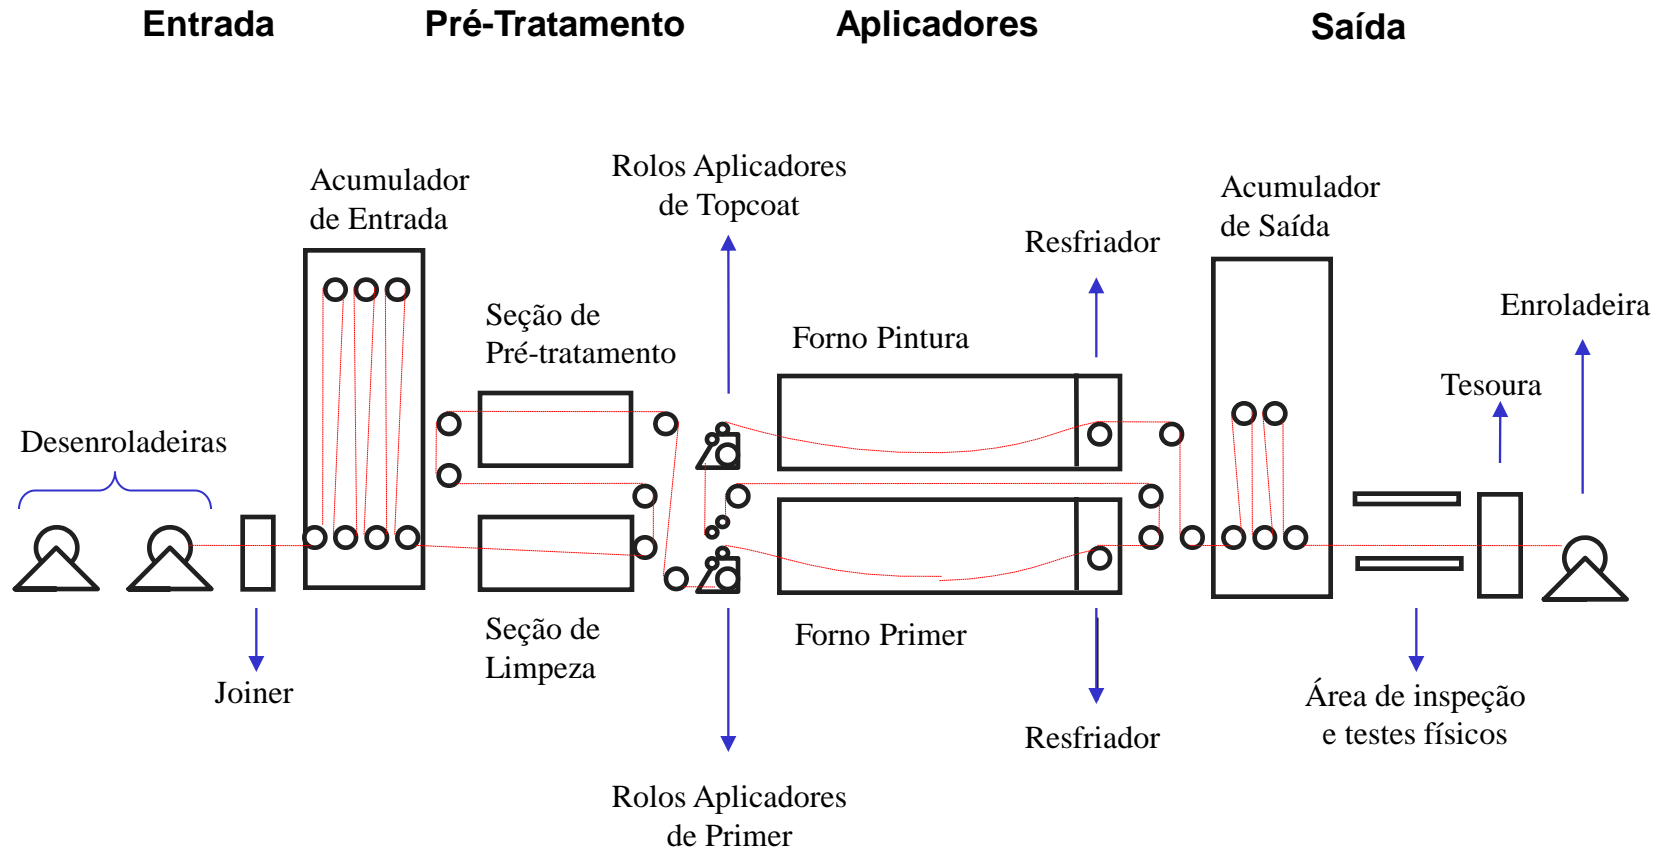 Entrada
Pré-Tratamento
Aplicadores
Saída
Rolos Aplicadores
de Topcoat
Acumulador
de Entrada
Acumulador
de Saída
Resfriador
Enroladeira
Seção de
Pré-tratamento
Forno Pintura
Tesoura
Desenroladeiras
Seção de
Limpeza
Forno Primer
Joiner
Área de inspeção
e testes físicos
Resfriador
Rolos Aplicadores
de Primer